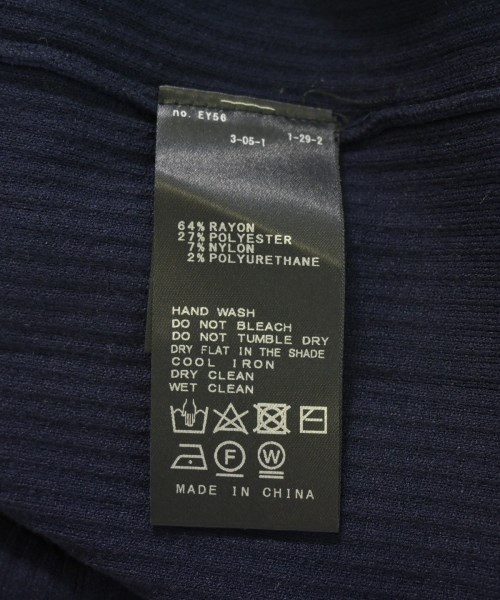 no. EY56
3-05-1 1-29-2
64% RAYON
27% POLYESTER
7% NYLON
2% POLYURETHANE
HAND WASH
DO NOT BLEACH
DO NOT TUMBLE DRY
DRY FLAT IN THE SHADE
COOL IRON
DRY CLEAN
WET CLEAN
F W
MADE IN CHINA